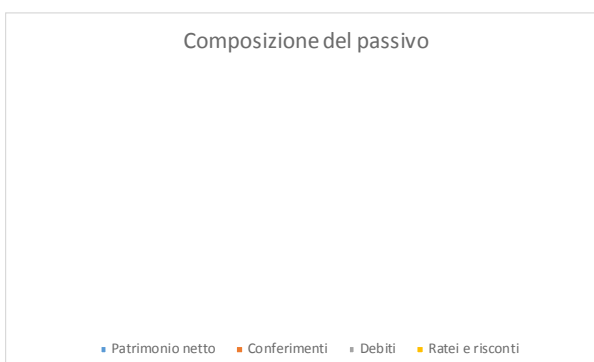 Composizione del passivo
Patrimonio netto Conferimenti Debiti Ratei e risconti